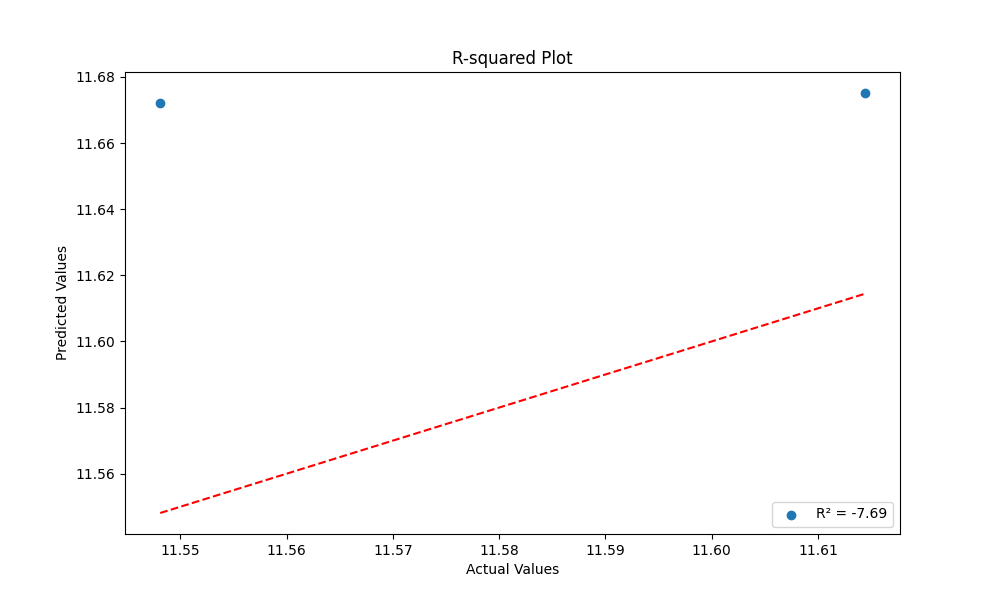 R-squared Plot
11.68
11.66
11.64
11.62
11.60
11.58
11.56
Predicted Values
R² = -7.69
11.55 11.56 11.57 11.58 11.59 11.60 11.61
Actual Values